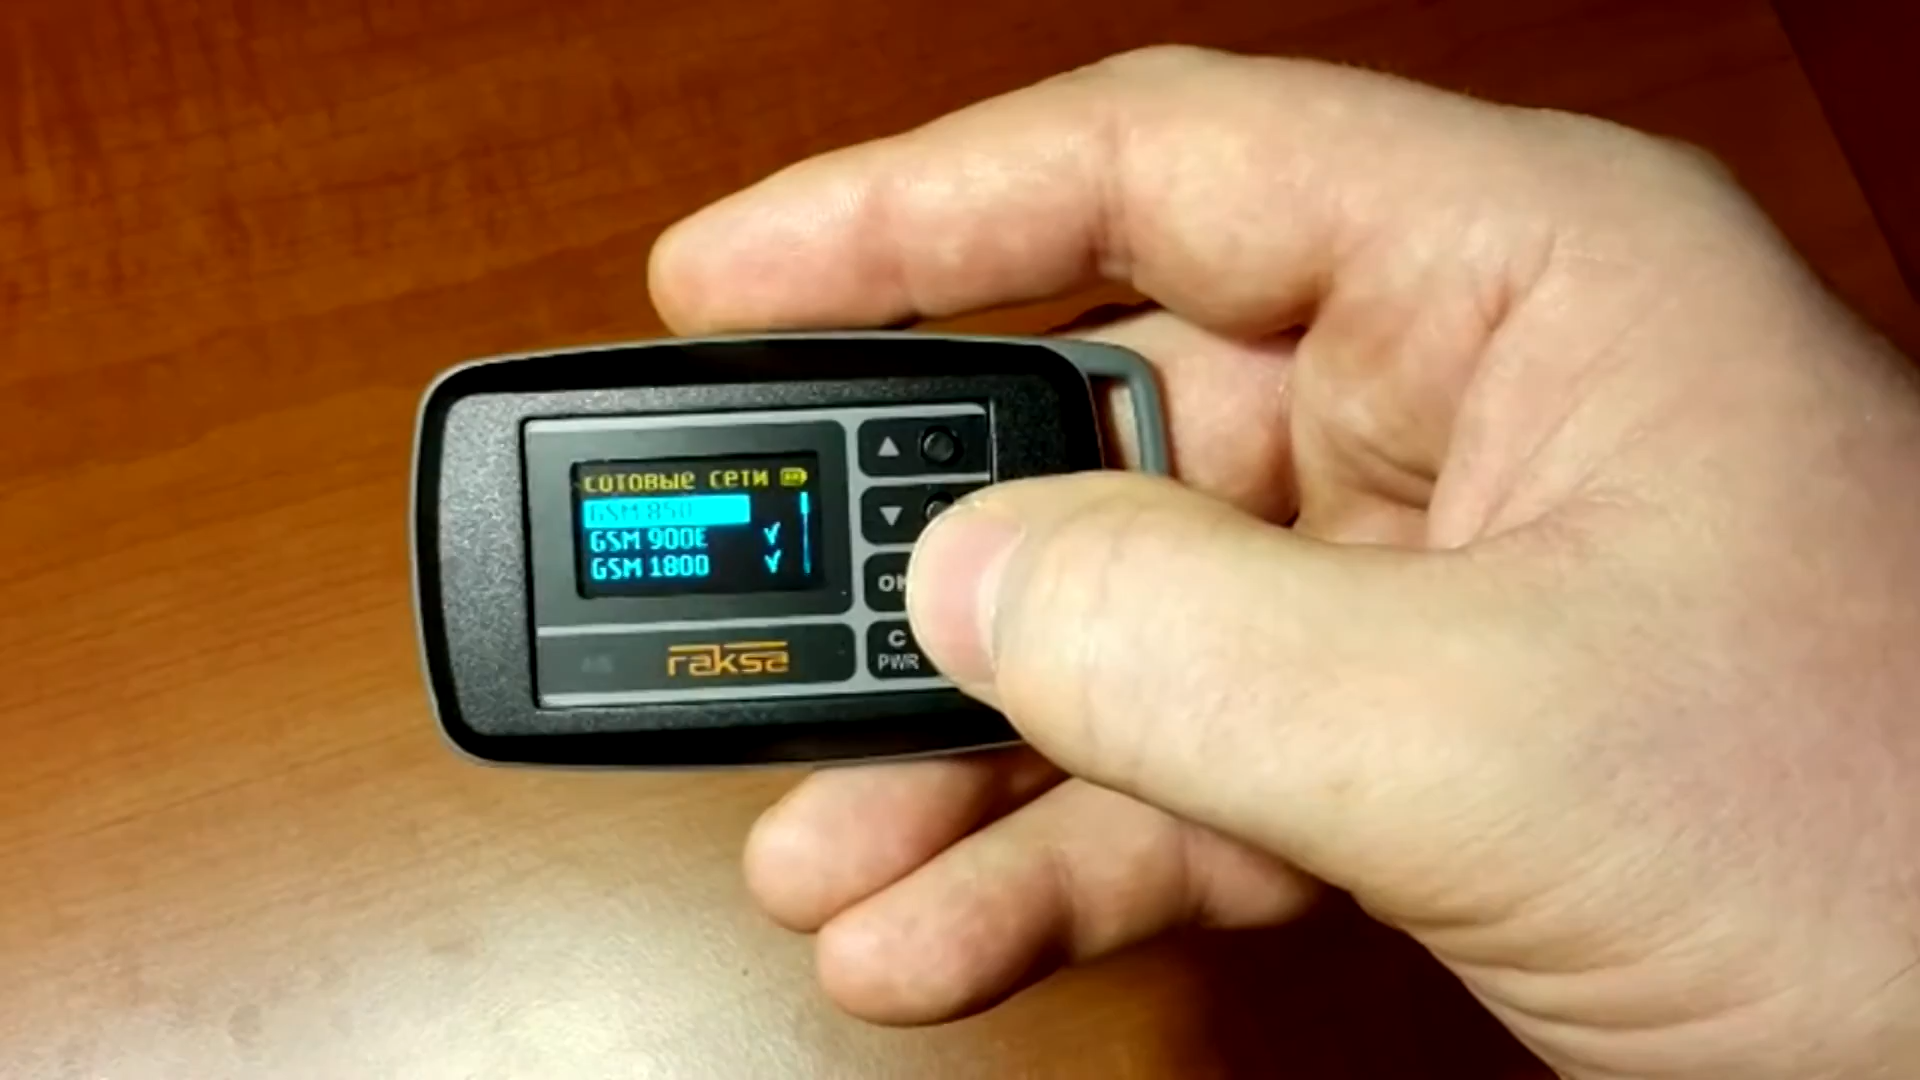 сотовые сети
GSM 850
GSM 900E
GSM 1800
raksa
C
PWR